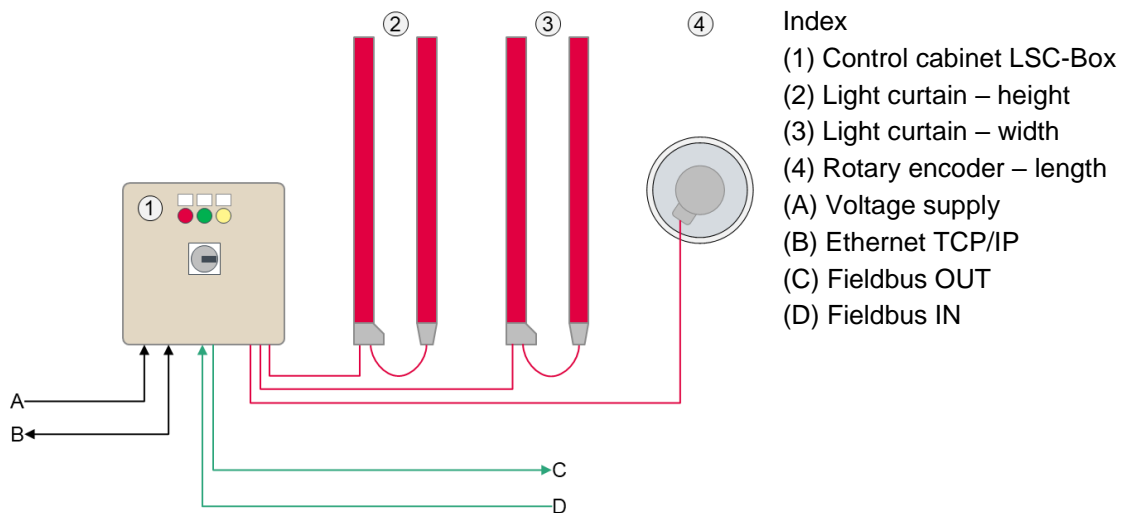 2
3
4
1
A
B
C
D
Index
(1) Control cabinet LSC-Box
(2) Light curtain – height
(3) Light curtain – width
(4) Rotary encoder – length
(A) Voltage supply
(B) Ethernet TCP/IP
(C) Fieldbus OUT
(D) Fieldbus IN